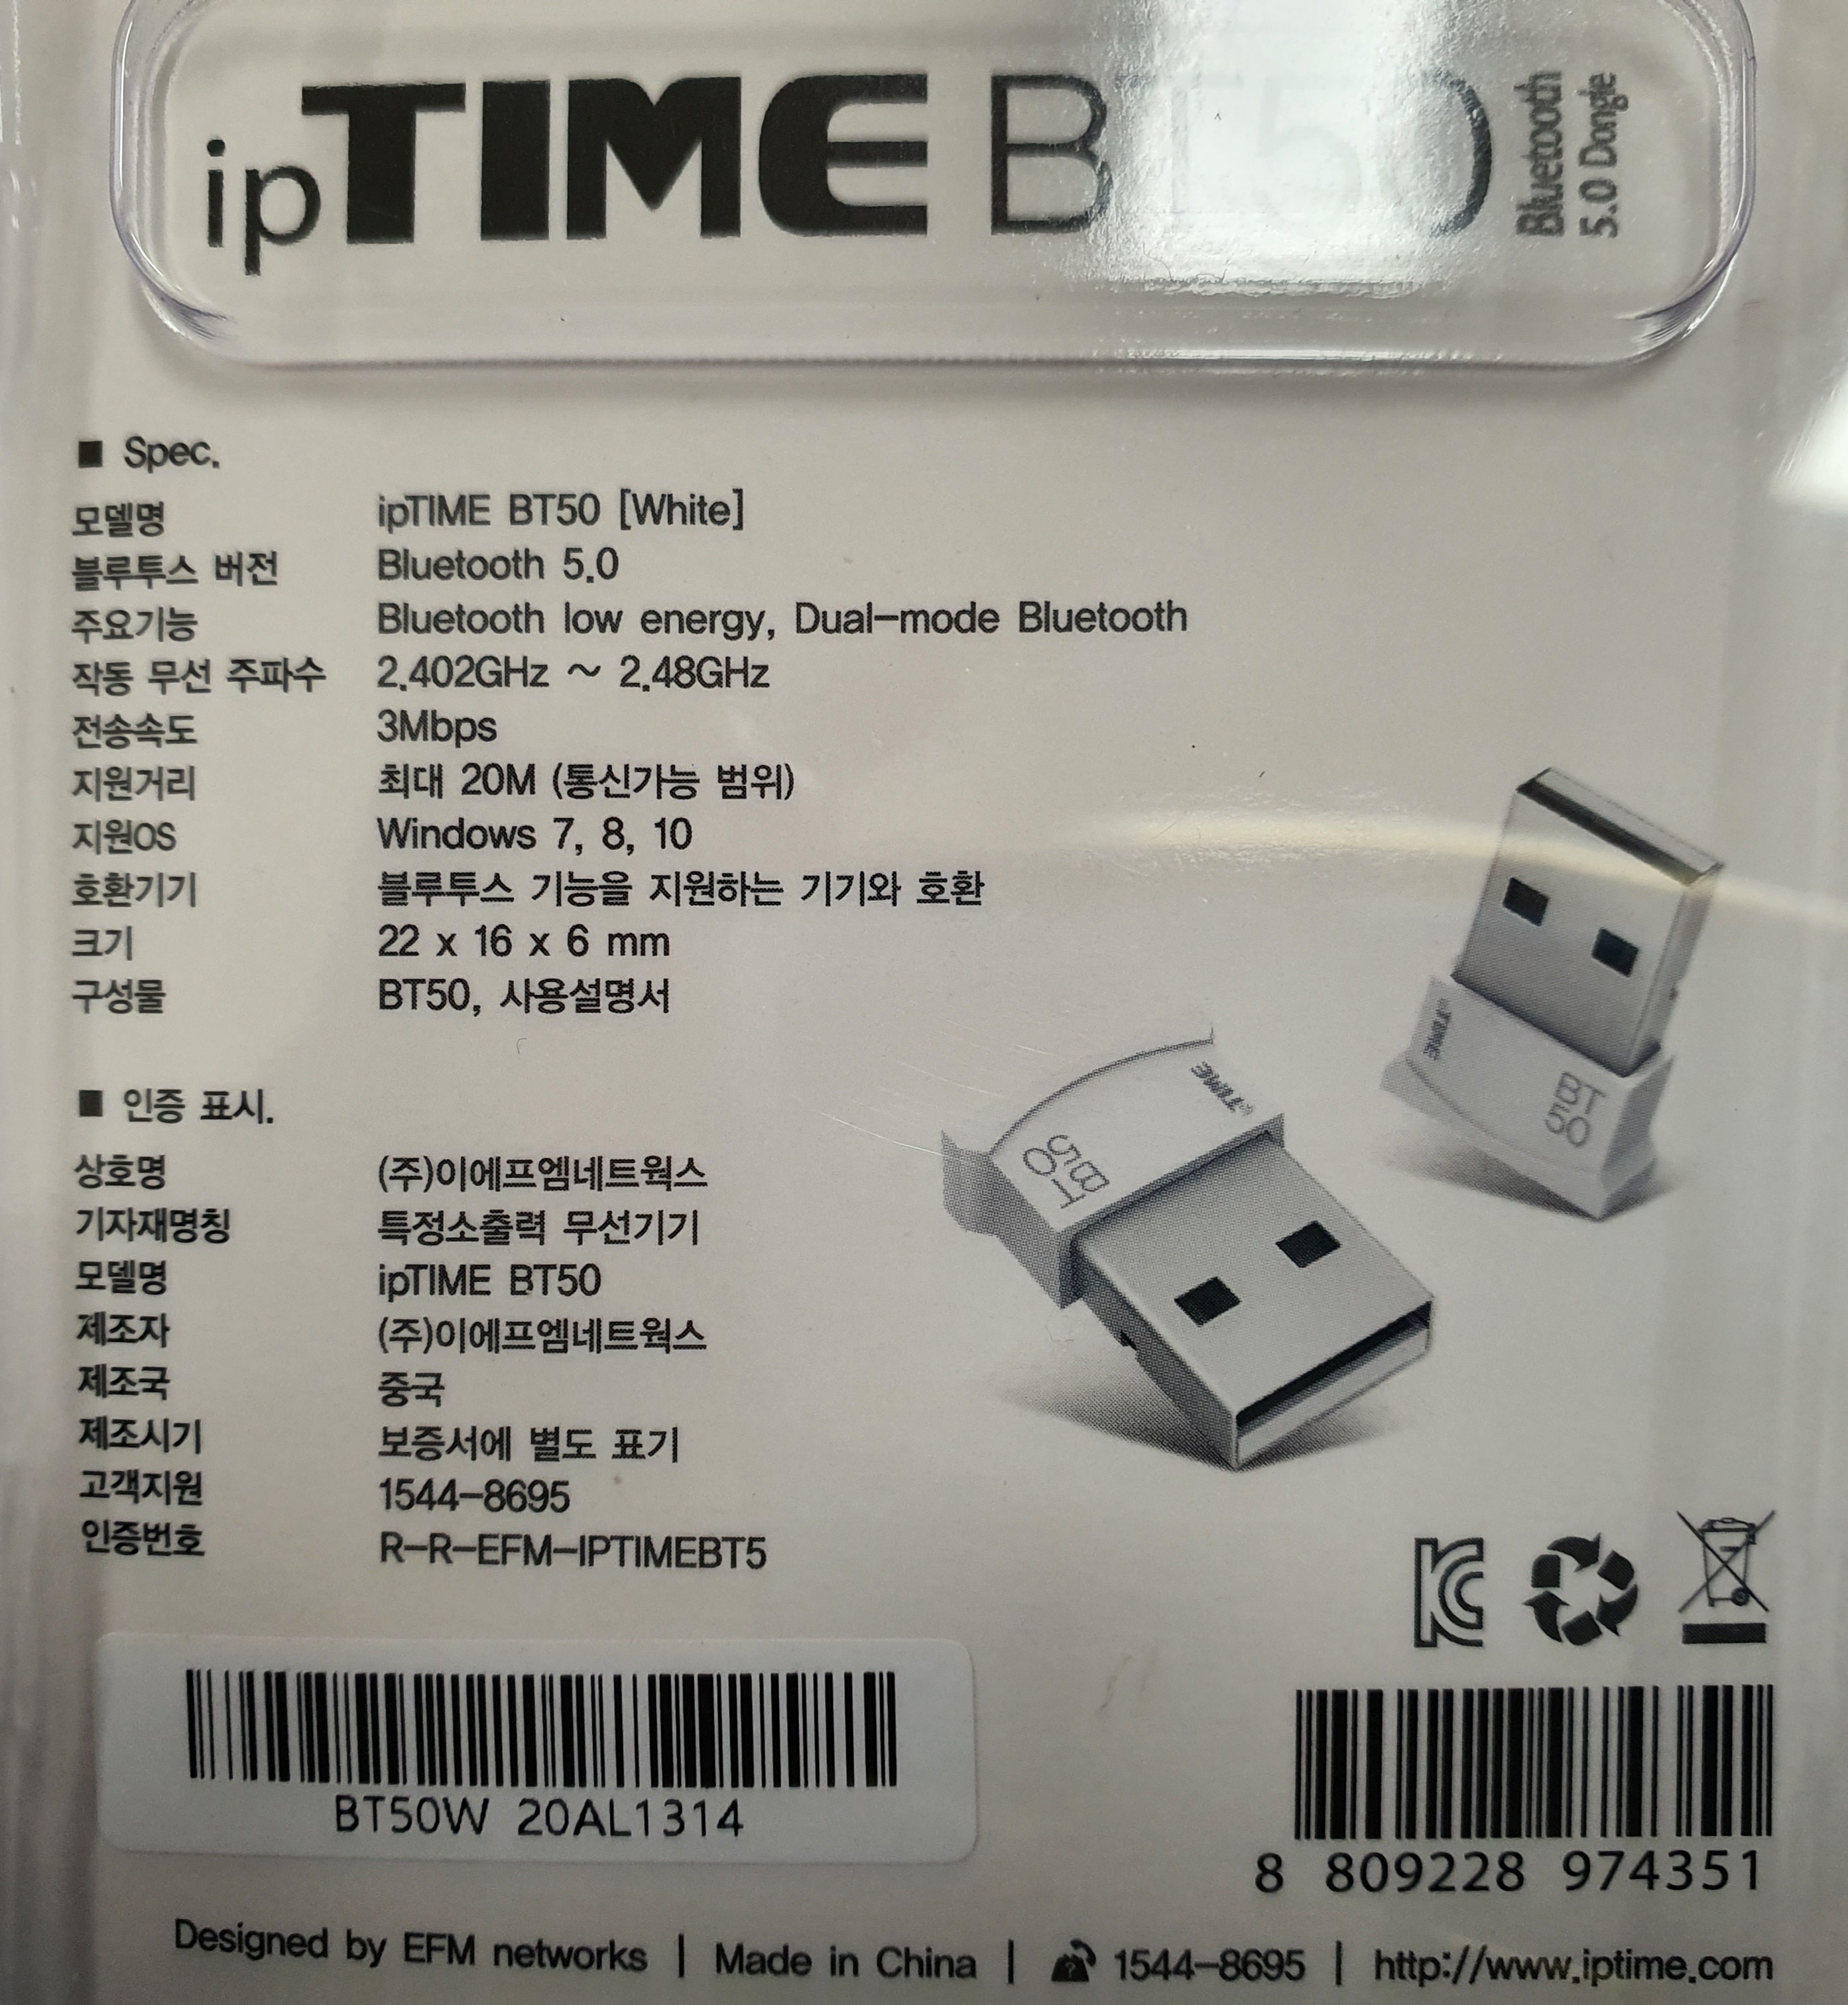 ipTIME BT50
Bluetooth
5.0 Dongle
■ Spec.
모델명 ipTIME BT50 [White]
블루투스 버전 Bluetooth 5.0
주요기능 Bluetooth low energy, Dual-mode Bluetooth
작동 무선 주파수 2.402GHz ~ 2.48GHz
전송속도 3Mbps
지원거리 최대 20M (통신가능 범위)
지원OS Windows 7, 8, 10
호환기기 블루투스 기능을 지원하는 기기와 호환
크기 22 x 16 x 6 mm
구성물 BT50, 사용설명서
ipTIME
BT
50
ipTIME
BT
50
■ 인증 표시.
상호명 (주)이에프엠네트웍스
기자재명칭 특정소출력 무선기기
모델명 ipTIME BT50
제조자 (주)이에프엠네트웍스
제조국 중국
제조시기 보증서에 별도 표기
고객지원 1544-8695
인증번호 R-R-EFM-IPTIMEBT5
BT50W 20AL1314
8 809228 974351
Designed by EFM networks | Made in China | 1544-8695 | http://www.iptime.com